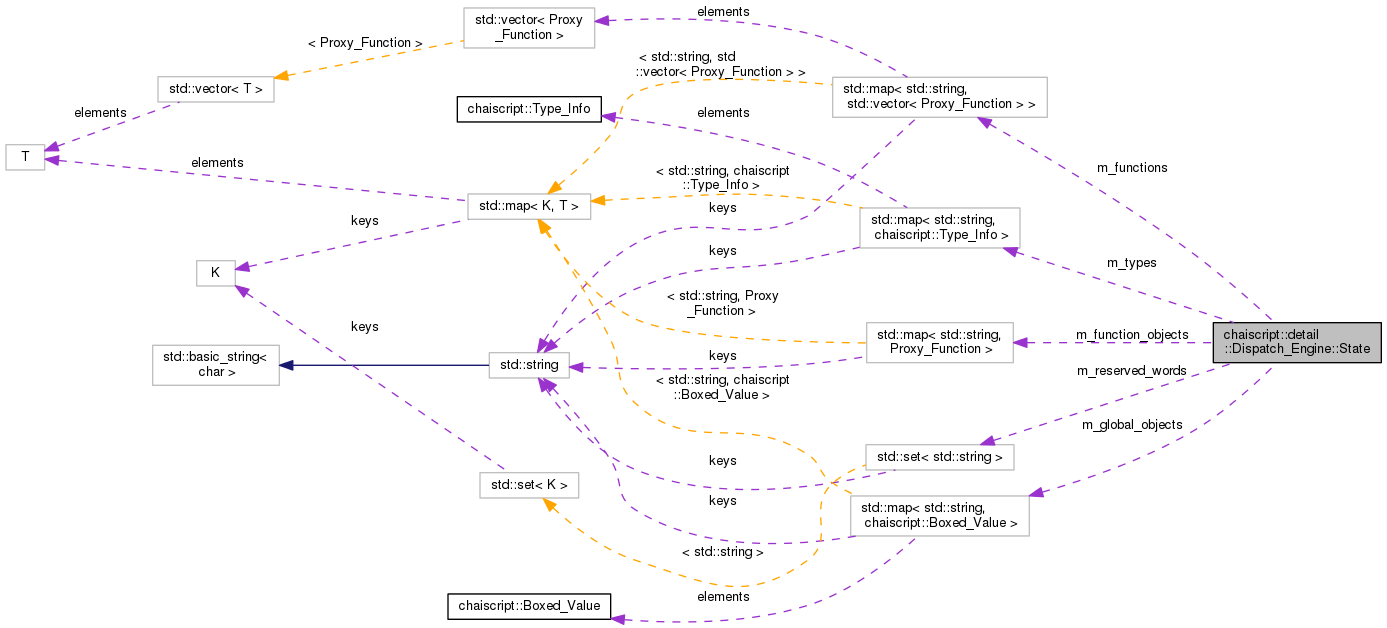 elements
std::vector< Proxy
_Function >
< Proxy_Function >
< std::string, std
::vector< Proxy_Function > >
std::vector< T >
std::map< std::string,
std::vector< Proxy_Function > >
chaiscript::Type_Info
elements
elements
T
elements
m_functions
< std::string, chaiscript
::Type_Info >
std::map< K, T >
keys
keys
std::map< std::string,
chaiscript::Type_Info >
keys
m_types
K
< std::string, Proxy
_Function >
keys
std::map< std::string,
Proxy_Function >
m_function_objects
chaiscript::detail
::Dispatch_Engine::State
std::basic_string<
char >
std::string
keys
m_reserved_words
< std::string, chaiscript
::Boxed_Value >
m_global_objects
std::set< std::string >
keys
std::set< K >
keys
std::map< std::string,
chaiscript::Boxed_Value >
< std::string >
elements
chaiscript::Boxed_Value